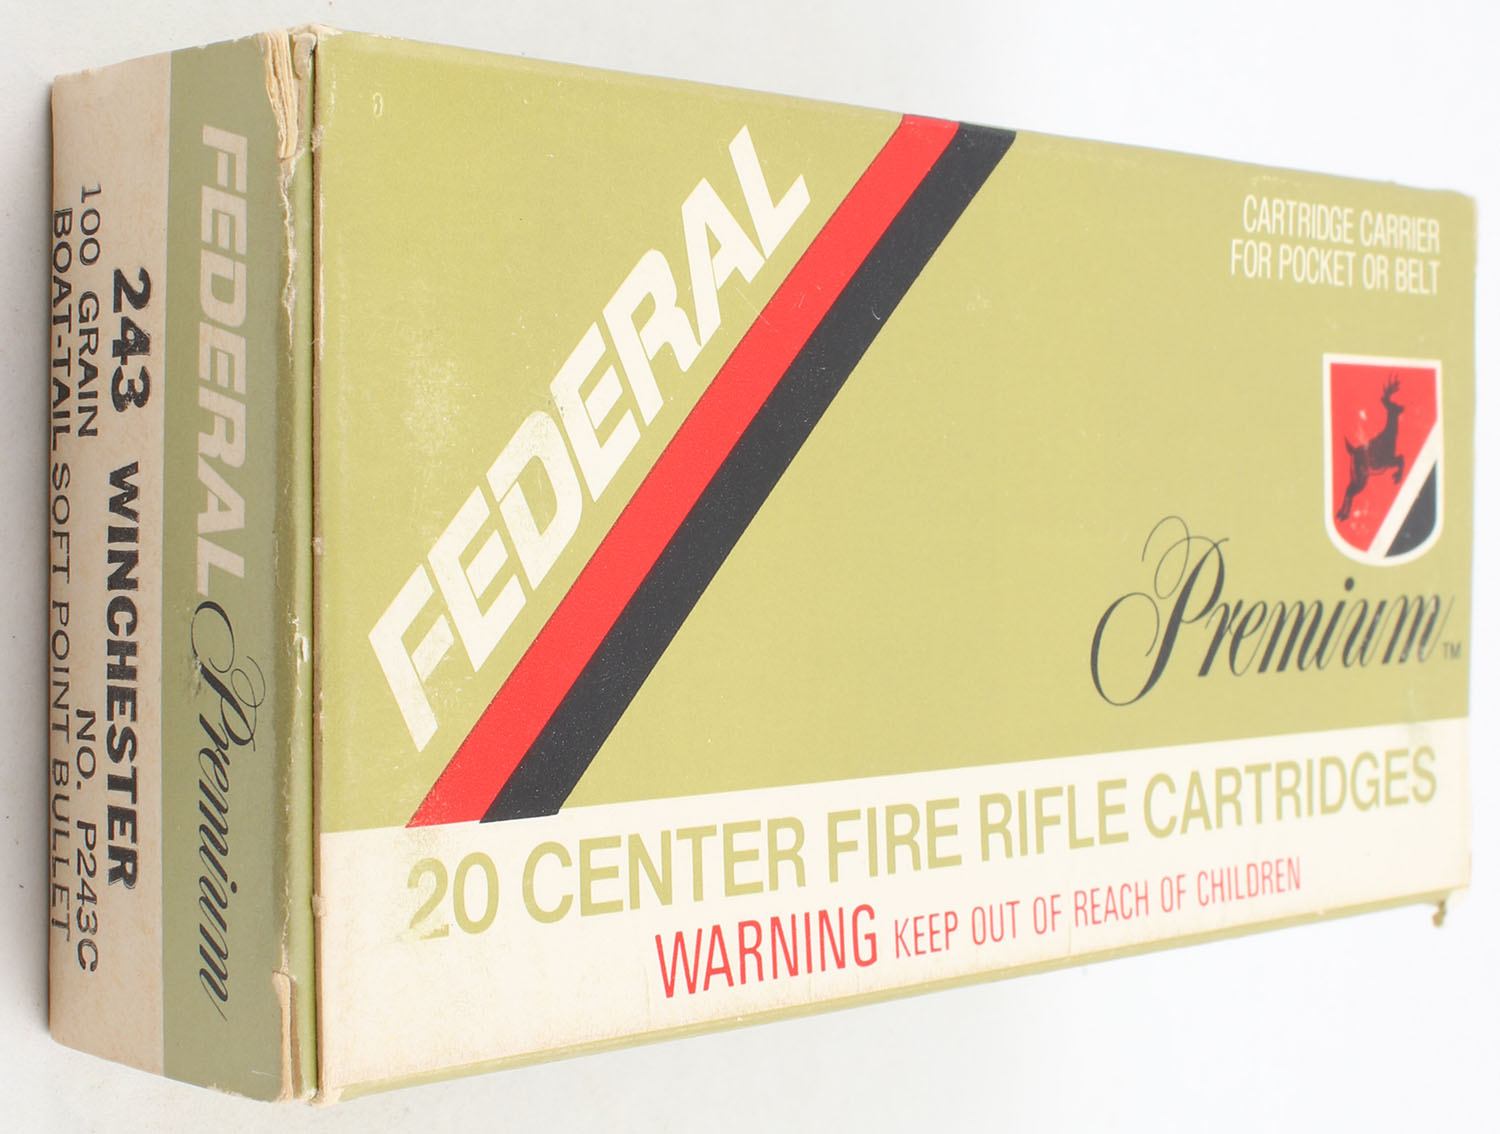 FEDERAL
CARTRIDGE CARRIER
FOR POCKET OR BELT
Premium™
20 CENTER FIRE RIFLE CARTRIDGES
WARNING KEEP OUT OF REACH OF CHILDREN
FEDERAL Premium
243 WINCHESTER
100 GRAIN NO. P243C
BOAT-TAIL SOFT POINT BULLET